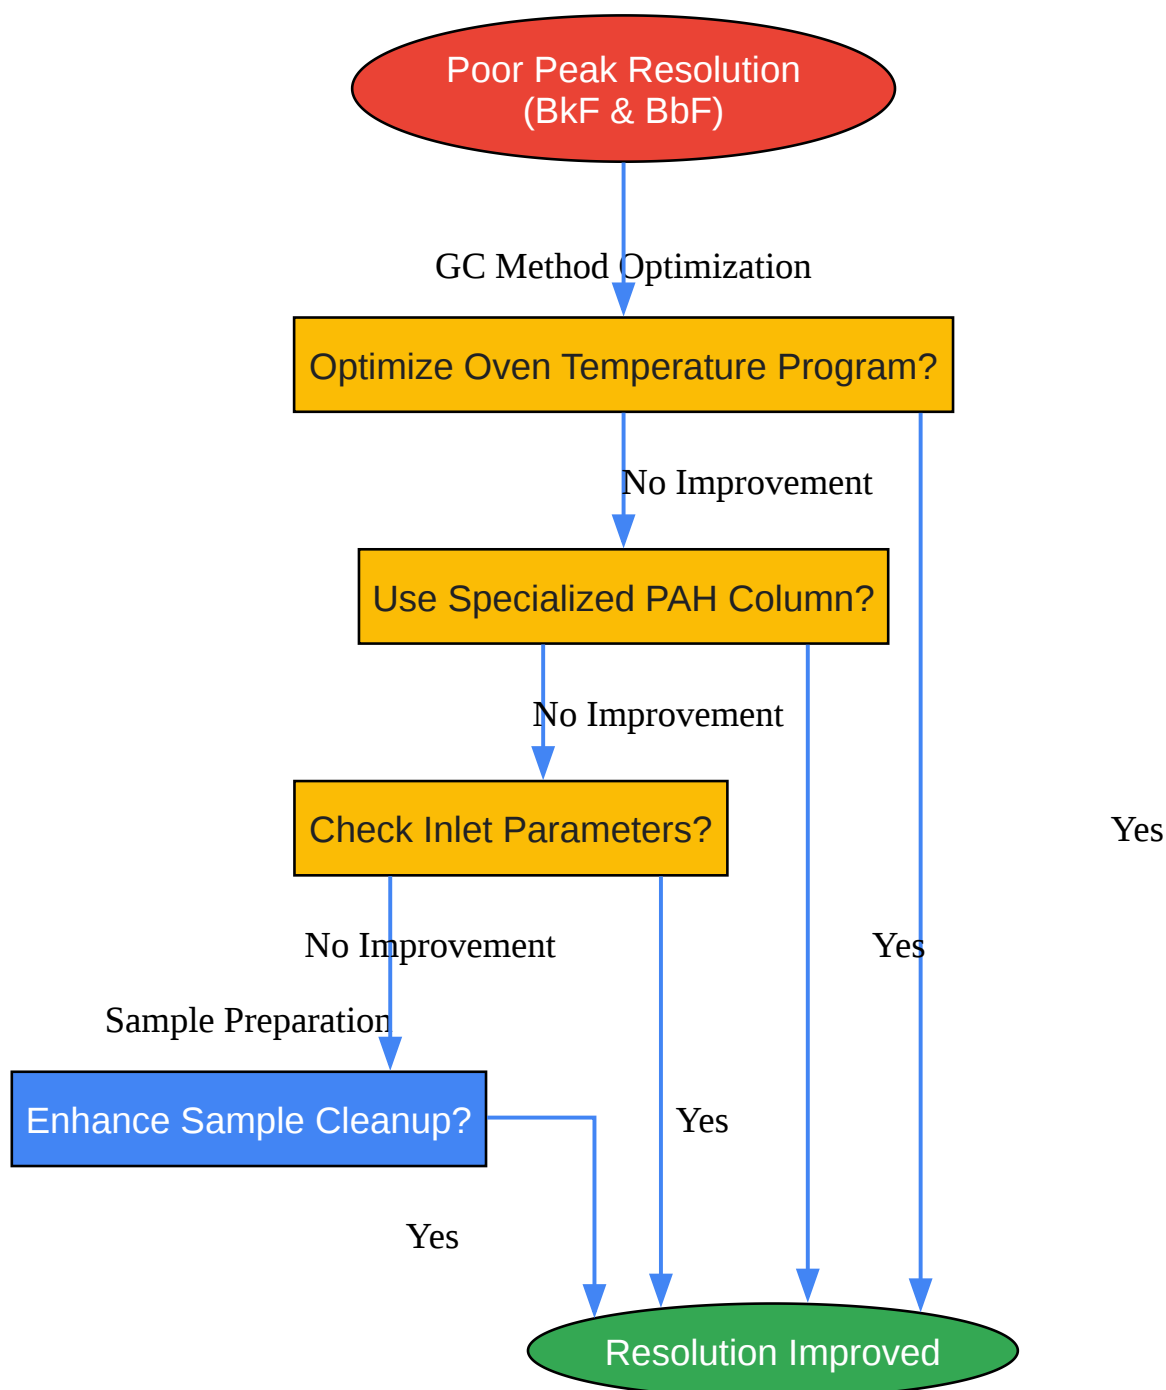 Poor Peak Resolution
(BkF & BbF)
GC Method Optimization
Optimize Oven Temperature Program?
No Improvement
Use Specialized PAH Column?
No Improvement
Check Inlet Parameters?
Yes
No Improvement
Yes
Sample Preparation
Enhance Sample Cleanup?
Yes
Yes
Resolution Improved